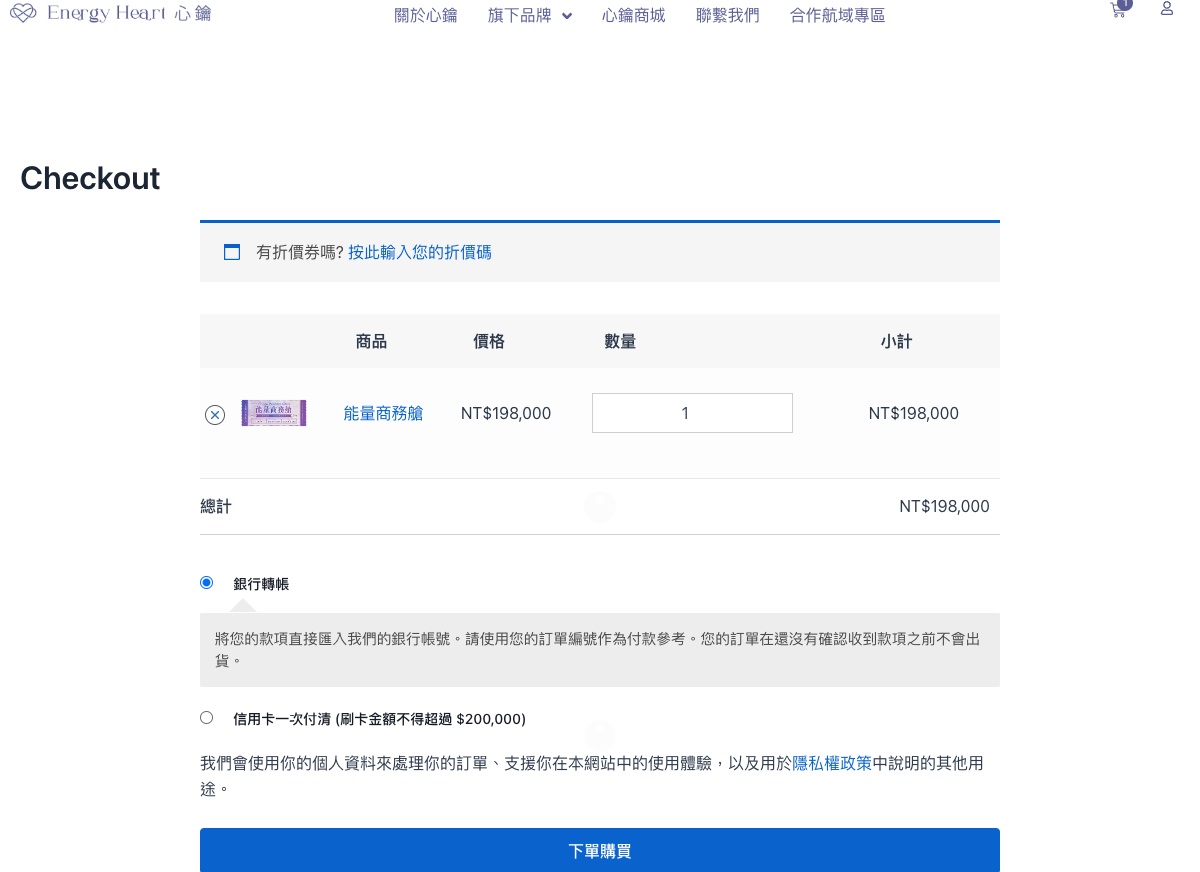 Energy Heart 心鑰
關於心鑰 旗下品牌 心鑰商城 聯繫我們 合作航域專區
1
Checkout
有折價券嗎? 按此輸入您的折價碼
商品 價格 數量 小計
能量商務艙 能量商務艙 NT$198,000 1 NT$198,000
總計 NT$198,000
銀行轉帳
將您的款項直接匯入我們的銀行帳號。請使用您的訂單編號作為付款參考。您的訂單在還沒有確認收到款項之前不會出
貨。
信用卡一次付清 (刷卡金額不得超過 $200,000)
我們會使用你的個人資料來處理你的訂單、支援你在本網站中的使用體驗，以及用於隱私權政策中說明的其他用
途。
下單購買